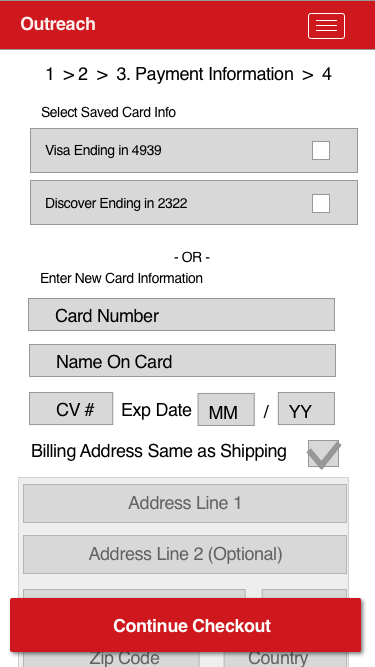 Outreach
1 > 2 > 3. Payment Information > 4
Select Saved Card Info
Visa Ending in 4939
Discover Ending in 2322
- OR -
Enter New Card Information
Card Number
Name On Card
CV # Exp Date MM / YY
Billing Address Same as Shipping
Address Line 1
Address Line 2 (Optional)
Continue Checkout
Zip Code Country